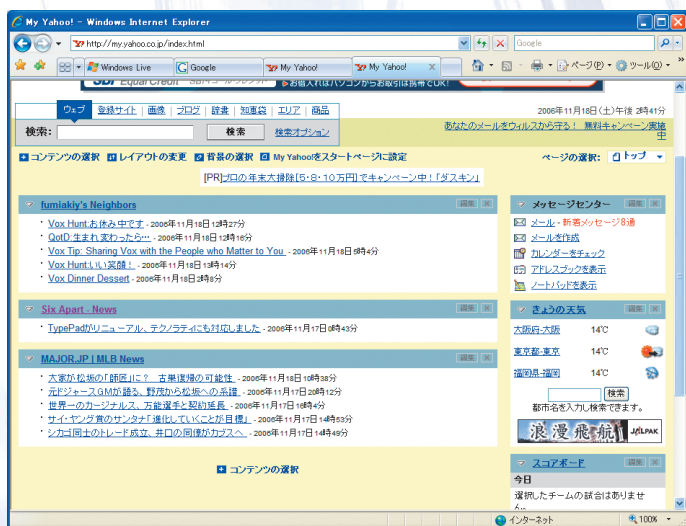 My Yahoo! - Windows Internet Explorer
http://my.yahoo.co.jp/index.html
Google
Windows Live
Google
My Yahoo!
My Yahoo!
ページ(P)
ツール(O)
ウェブ 登録サイト | 画像 | ブログ | 辞書 | 知恵袋 | エリア | 商品
2006年11月18日(土)午後 2時41分
検索:
検索
検索オプション
あなたのメールをウィルスから守る! 無料キャンペーン実施中
コンテンツの選択 レイアウトの変更 背景の選択 My Yahoo!をスタートページに設定
ページの選択: トップ
[PR]プロの年末大掃除[5・8・10万円]でキャンペーン中!「ダスキン」
fumiakiy's Neighbors
編集
・Vox Hunt:お休み中です - 2006年11月18日12時27分
・QotD:生まれ変わったら… - 2006年11月18日12時16分
・Vox Tip: Sharing Vox with the People who Matter to You - 2006年11月18日5時4分
・Vox Hunt:いい笑顔! - 2006年11月18日13時14分
・Vox Dinner Dessert - 2006年11月18日2時8分
Six Apart - News
編集
・TypePadがリニューアル、テクノラティにも対応しました - 2006年11月17日0時43分
MAJOR.JP | MLB News
編集
・大家が松坂の「師匠」に? 古巣復帰の可能性 - 2006年11月18日10時38分
・元ドジャースGMが語る、野茂から松坂への系譜 - 2006年11月17日20時12分
・世界一のカージナルス、万能選手と契約延長 - 2006年11月17日16時4分
・サイ・ヤング賞のサンタナ「進化していくことが目標」 - 2006年11月17日14時53分
・シカゴ同士のトレード成立、井口の同僚がカブスへ - 2006年11月17日14時49分
コンテンツの選択
メッセージセンター
編集
メール - 新着メッセージ8通
メールを作成
カレンダーをチェック
アドレスブックを表示
ノートパッドを表示
きょうの天気
編集
大阪府-大阪 14℃
東京都-東京 14℃
福岡県-福岡 14℃
検索
都市名を入力し検索できます。
浪漫飛航 JALPAK
スコアボード
編集
今日
選択したチームの試合はありませ
インターネット
100%